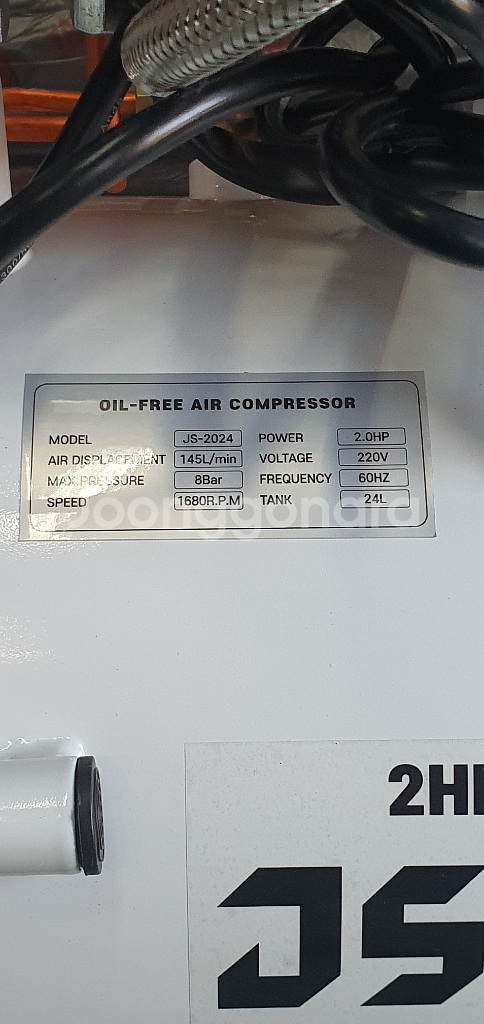 OIL-FREE AIR COMPRESSOR
MODEL JS-2024 POWER 2.0HP
AIR DISPLACEMENT 145L/min VOLTAGE 220V
MAX.PRESSURE 8Bar FREQUENCY 60HZ
SPEED 1680R.P.M TANK 24L
Joonggonara
JS